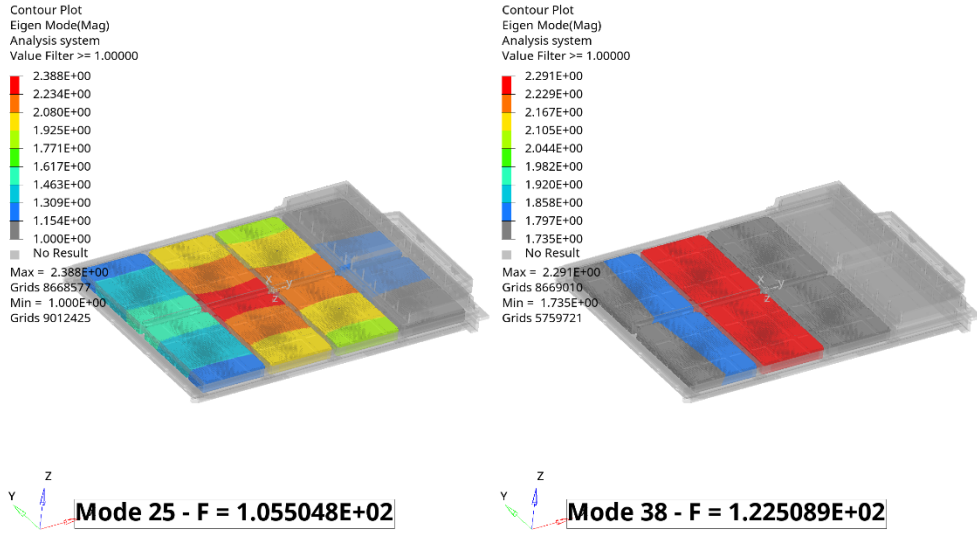 Contour Plot
Eigen Mode(Mag)
Analysis system
Value Filter >= 1.00000
2.388E+00
2.234E+00
2.080E+00
1.925E+00
1.771E+00
1.617E+00
1.463E+00
1.309E+00
1.154E+00
1.000E+00
No Result
Max = 2.388E+00
Grids 8668577
Min = 1.000E+00
Grids 9012425
X
Y
Z
Z
Y
Mode 25 - F = 1.055048E+02
Contour Plot
Eigen Mode(Mag)
Analysis system
Value Filter >= 1.00000
2.291E+00
2.229E+00
2.167E+00
2.105E+00
2.044E+00
1.982E+00
1.920E+00
1.858E+00
1.797E+00
1.735E+00
No Result
Max = 2.291E+00
Grids 8669010
Min = 1.735E+00
Grids 5759721
X
Y
Z
Z
Y
Mode 38 - F = 1.225089E+02